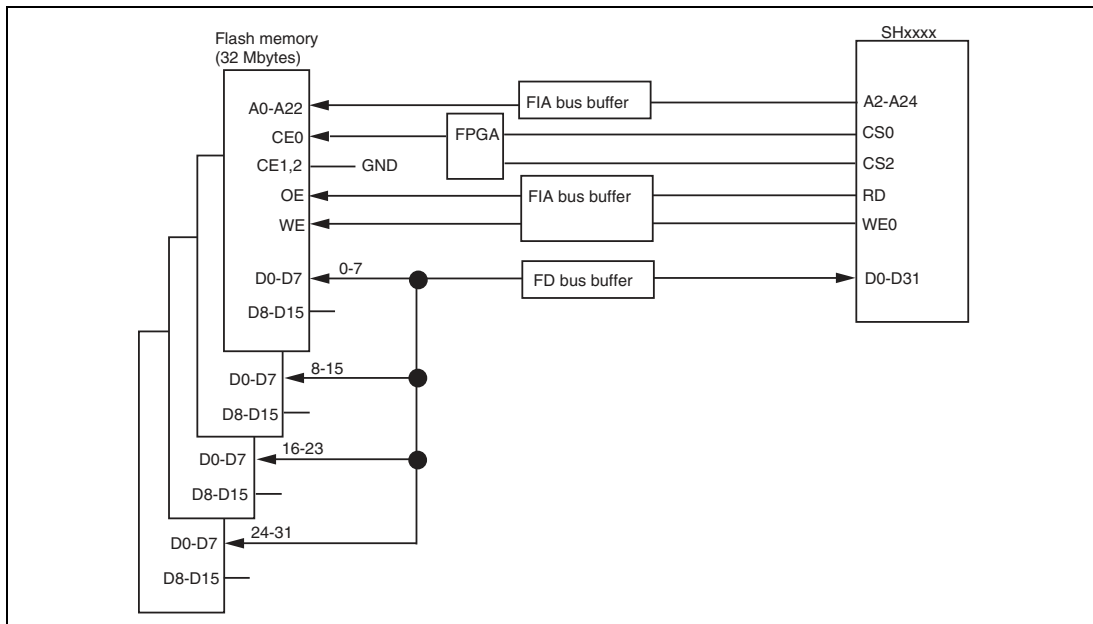 Flash memory
(32 Mbytes)
SHxxxx
A0-A22
FIA bus buffer
A2-A24
CE0
FPGA
CS0
CE1,2
GND
CS2
OE
FIA bus buffer
RD
WE
WE0
D0-D7
0-7
FD bus buffer
D0-D31
D8-D15
D0-D7
8-15
D8-D15
D0-D7
16-23
D8-D15
D0-D7
24-31
D8-D15